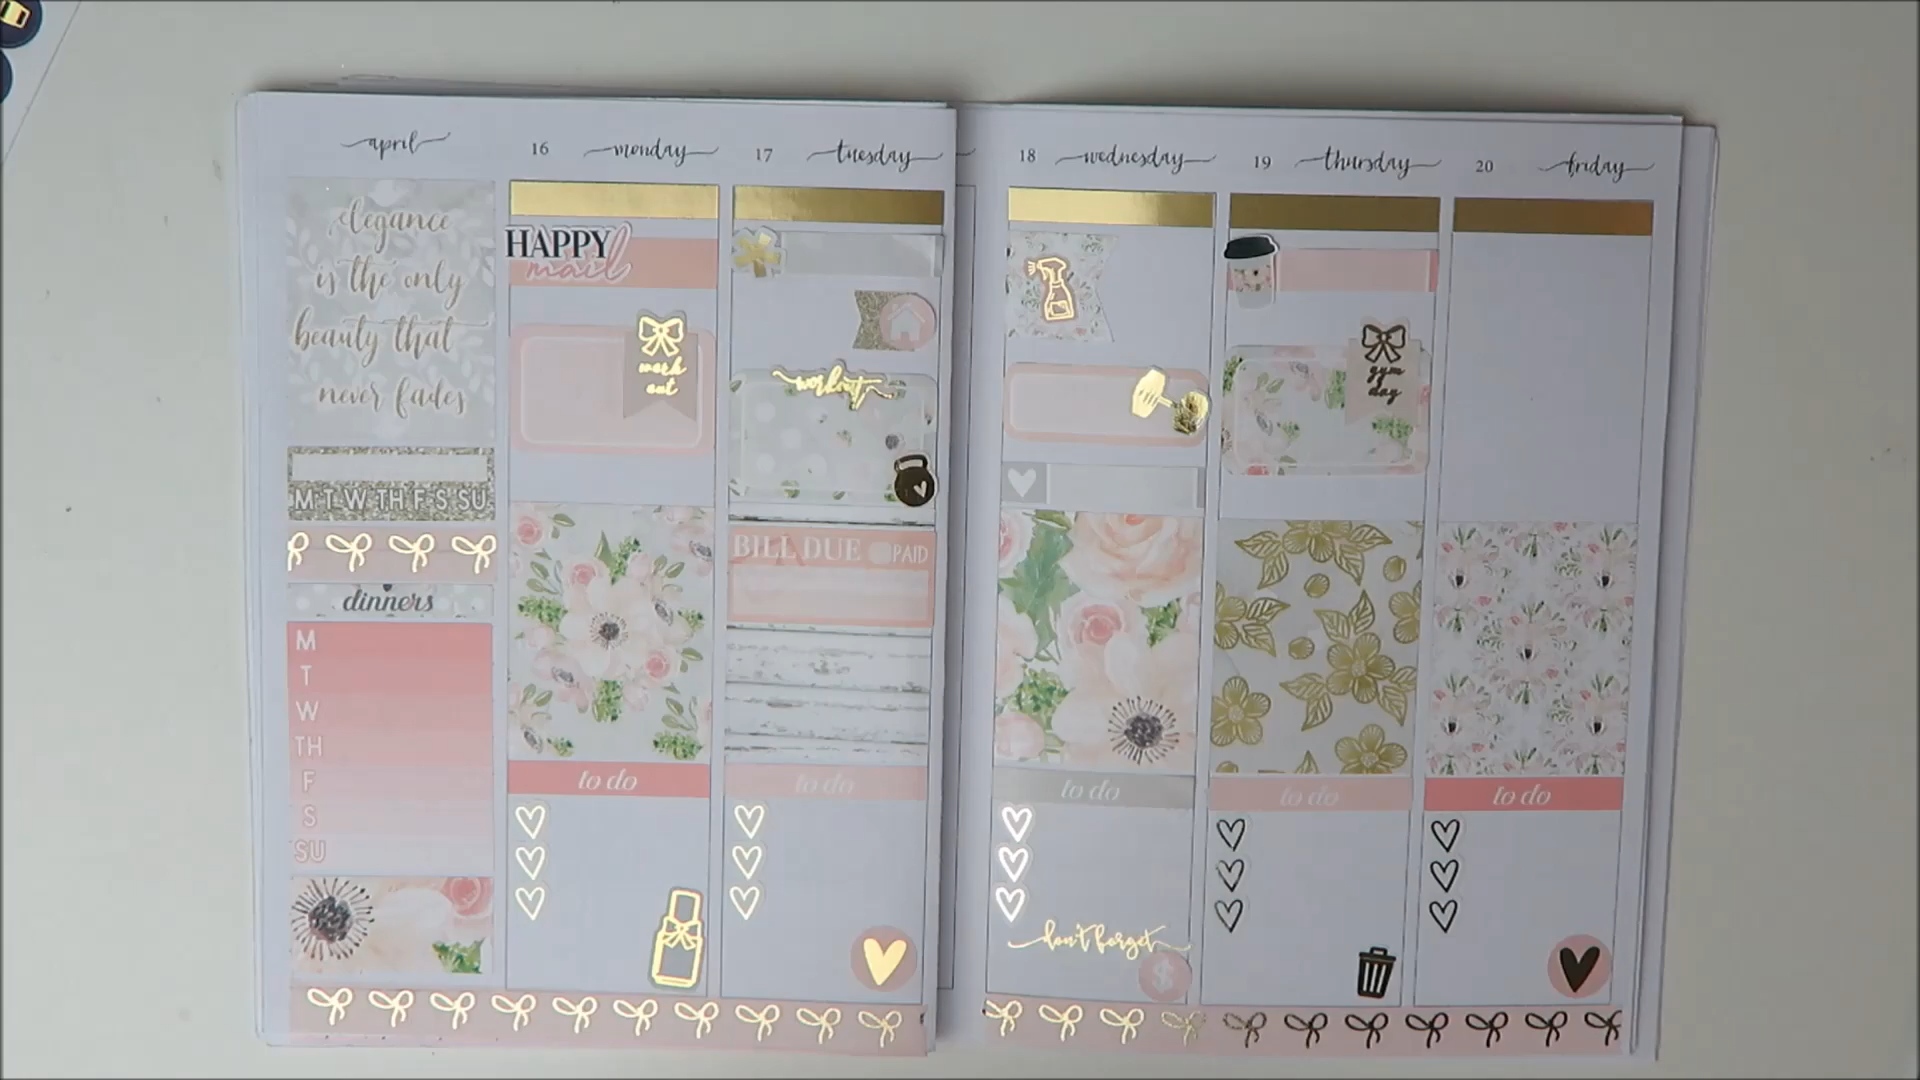 april
16 monday
17 tuesday
18 wednesday
19 thursday
20 friday
elegance
is the only
beauty that
never fades
M T W TH F S SU
dinners
M
T
W
TH
F
S
SU
HAPPY
mail
work
out
to do
workout
BILL DUE PAID
to do
to do
don't forget
$
gym
day
to do
to do